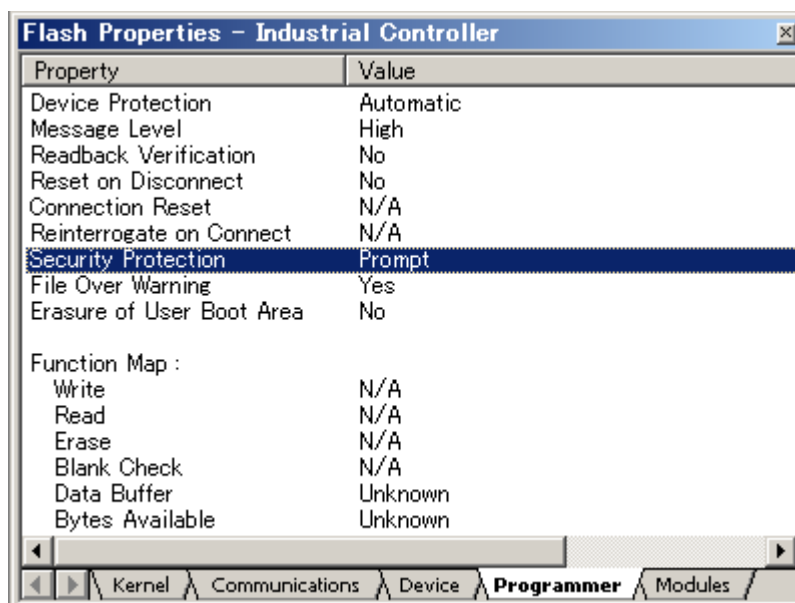 Flash Properties - Industrial Controller
Property Value
Device Protection Automatic
Message Level High
Readback Verification No
Reset on Disconnect No
Connection Reset N/A
Reinterrogate on Connect N/A
Security Protection Prompt
File Over Warning Yes
Erasure of User Boot Area No
Function Map :
Write N/A
Read N/A
Erase N/A
Blank Check N/A
Data Buffer Unknown
Bytes Available Unknown
Kernel Communications Device Programmer Modules